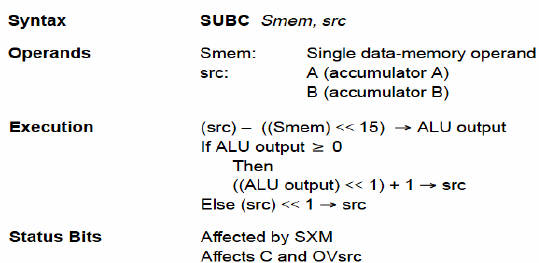 Syntax SUBC Smem, src
Operands Smem: Single data-memory operand
src: A (accumulator A)
B (accumulator B)
Execution (src) – ((Smem) << 15) → ALU output
If ALU output ≥ 0
Then
((ALU output) << 1) + 1 → src
Else (src) << 1 → src
Status Bits Affected by SXM
Affects C and OVsrc